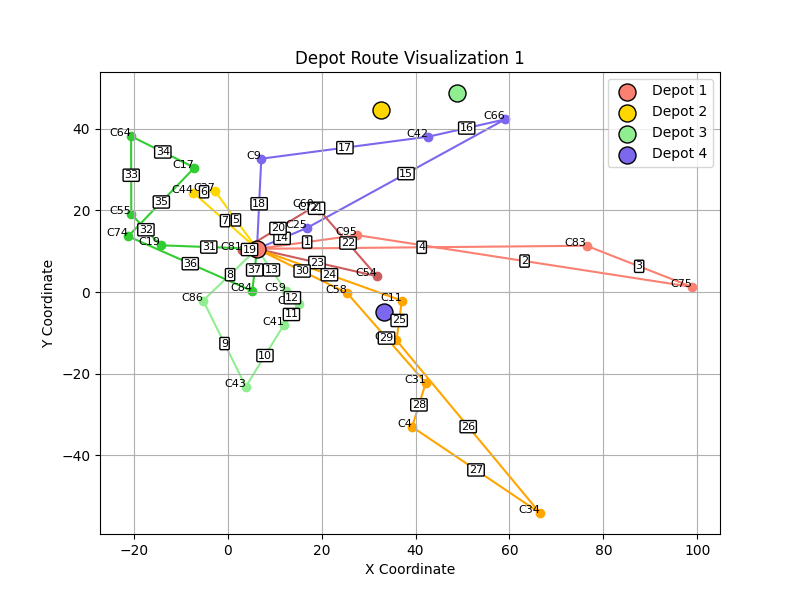 Depot Route Visualization 1
Depot 1
Depot 2
Depot 3
Depot 4
Y Coordinate
X Coordinate
40
20
0
−20
−40
−20
0
20
40
60
80
100
C64
C17
C44
C55
C74
C19
C81
C84
C86
C43
C41
C59
C9
C42
C66
C25
C95
C83
C75
C54
C58
C11
C31
C4
C34
1
2
3
4
5
6
7
8
9
10
11
12
13
14
15
16
17
18
19
20
22
23
24
25
26
27
28
29
30
31
32
33
34
35
36
37